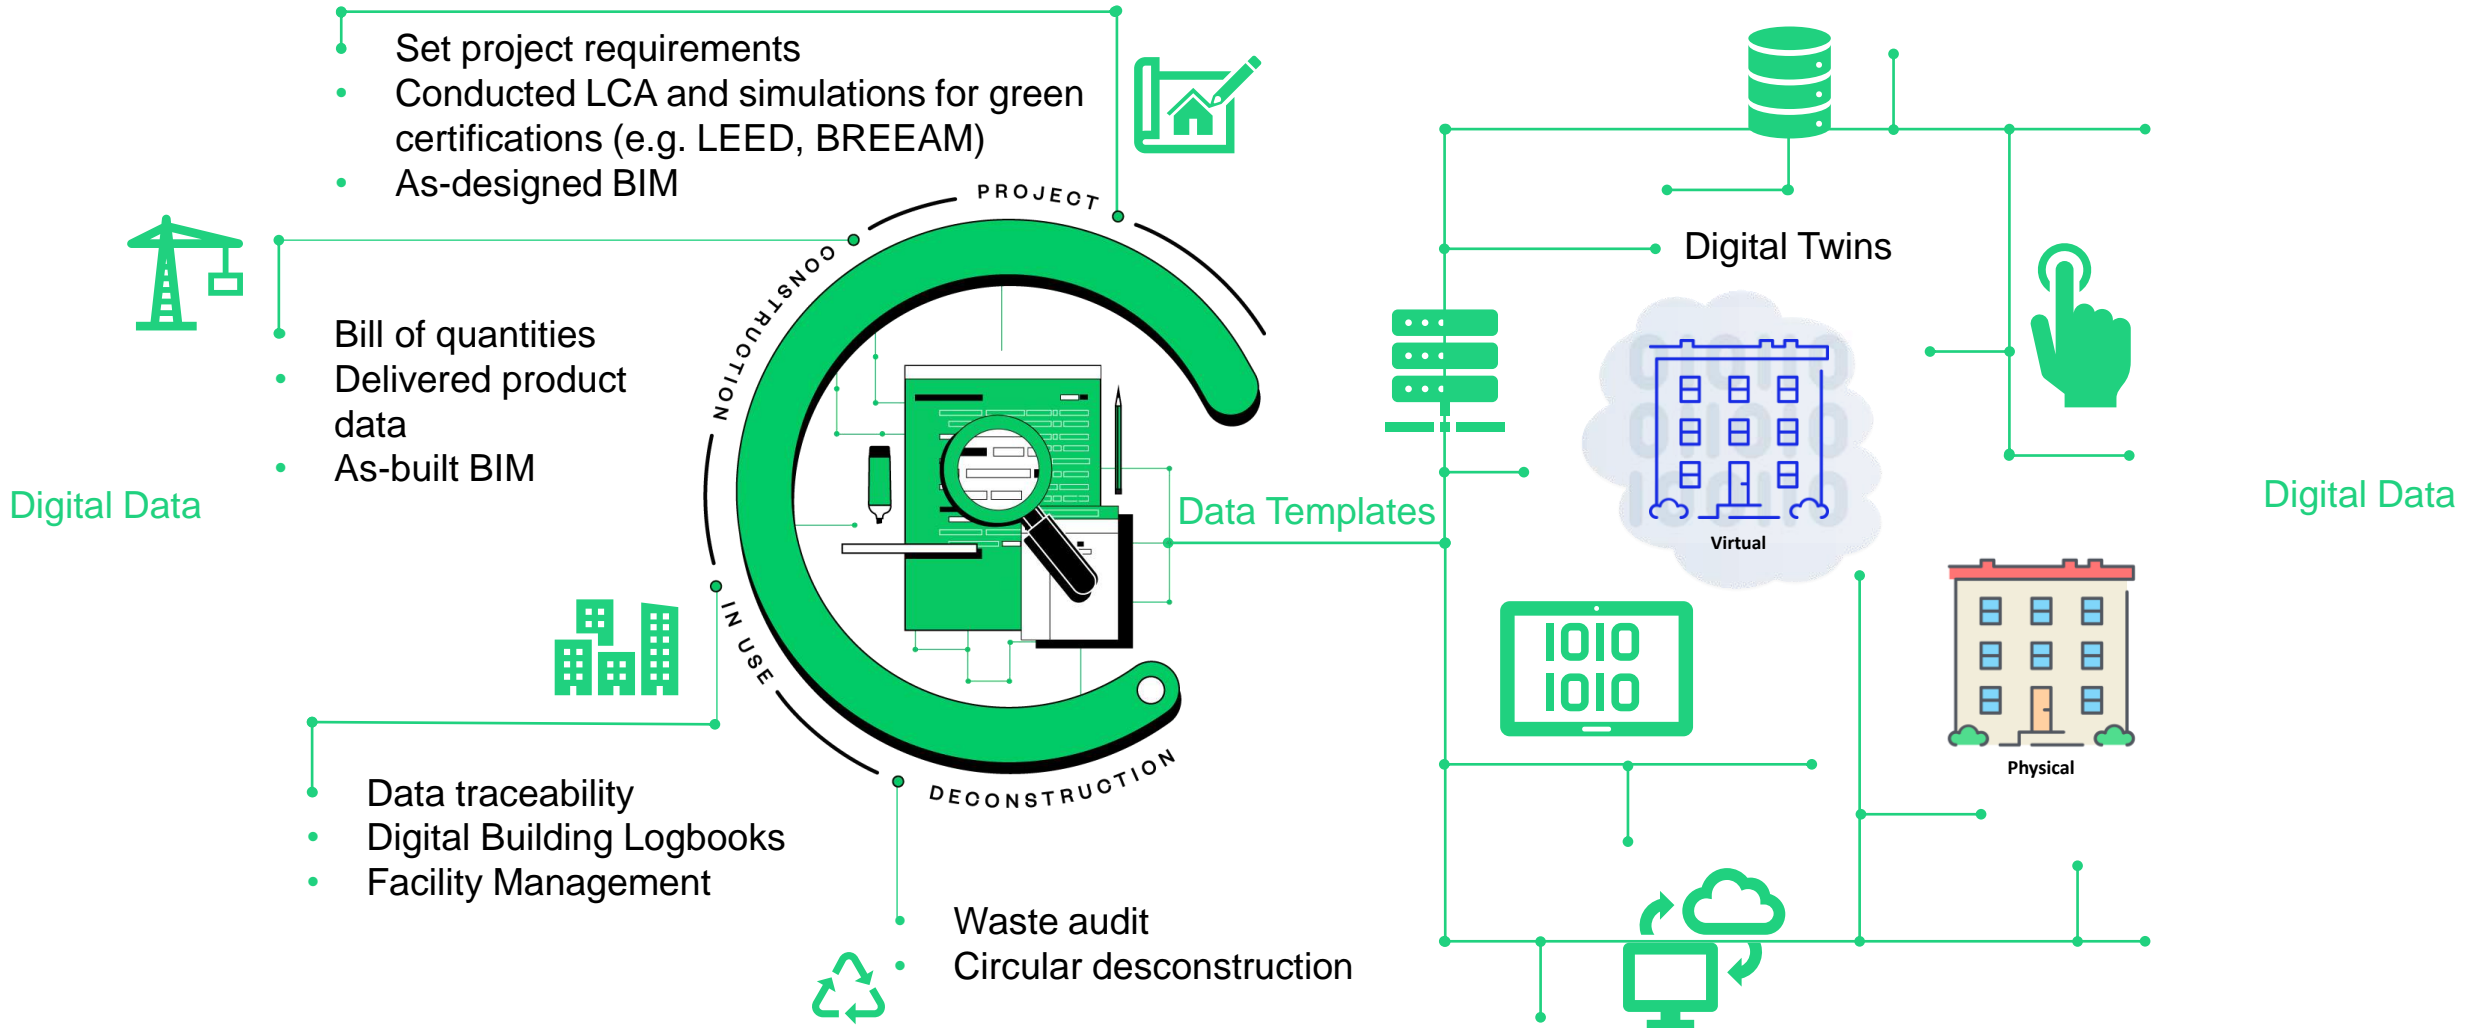 Set project requirements
Conducted LCA and simulations for green
certifications (e.g. LEED, BREEAM)
As-designed BIM
PROJECT
CONSTRUCTION
Bill of quantities
Delivered product
data
As-built BIM
Digital Data
IN USE
Data traceability
Digital Building Logbooks
Facility Management
DECONSTRUCTION
Waste audit
Circular desconstruction
Data Templates
Digital Twins
Virtual
1010
1010
Physical
Digital Data